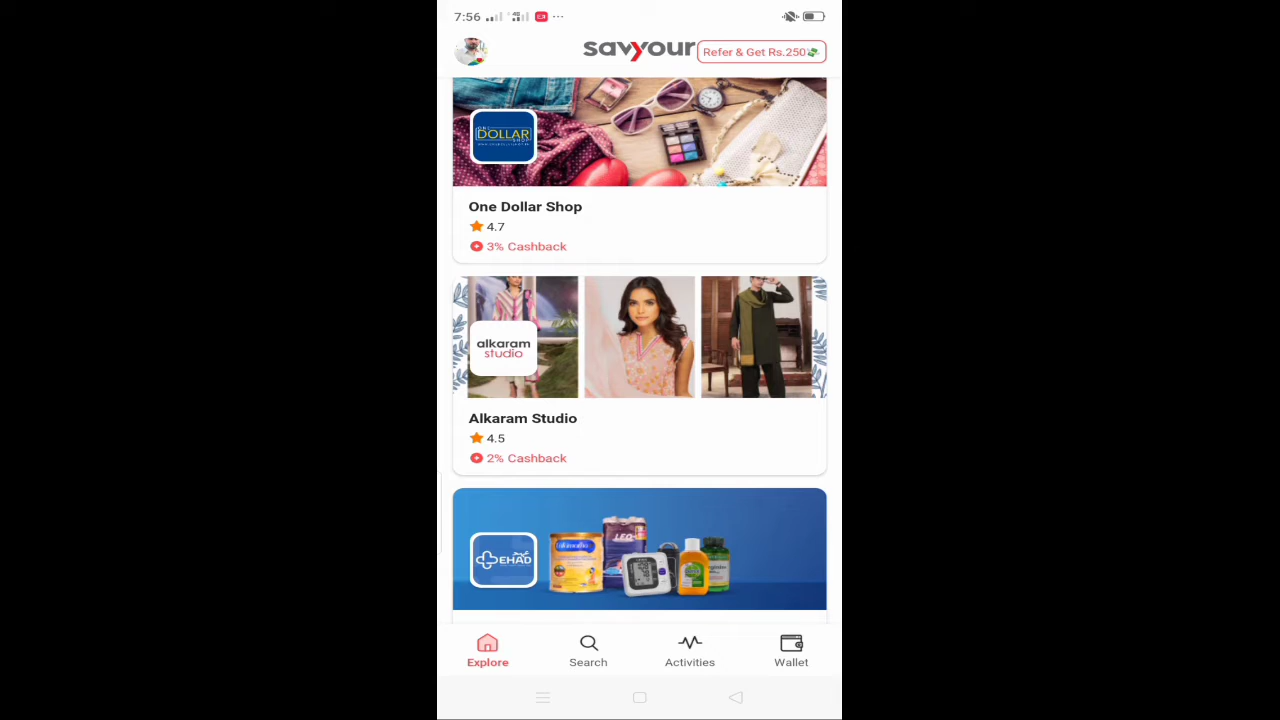 7:56
savyour
Refer & Get Rs.250
DOLLAR
One Dollar Shop
4.7
3% Cashback
alkaram
studio
Alkaram Studio
4.5
2% Cashback
EHAD
Explore
Search
Activities
Wallet